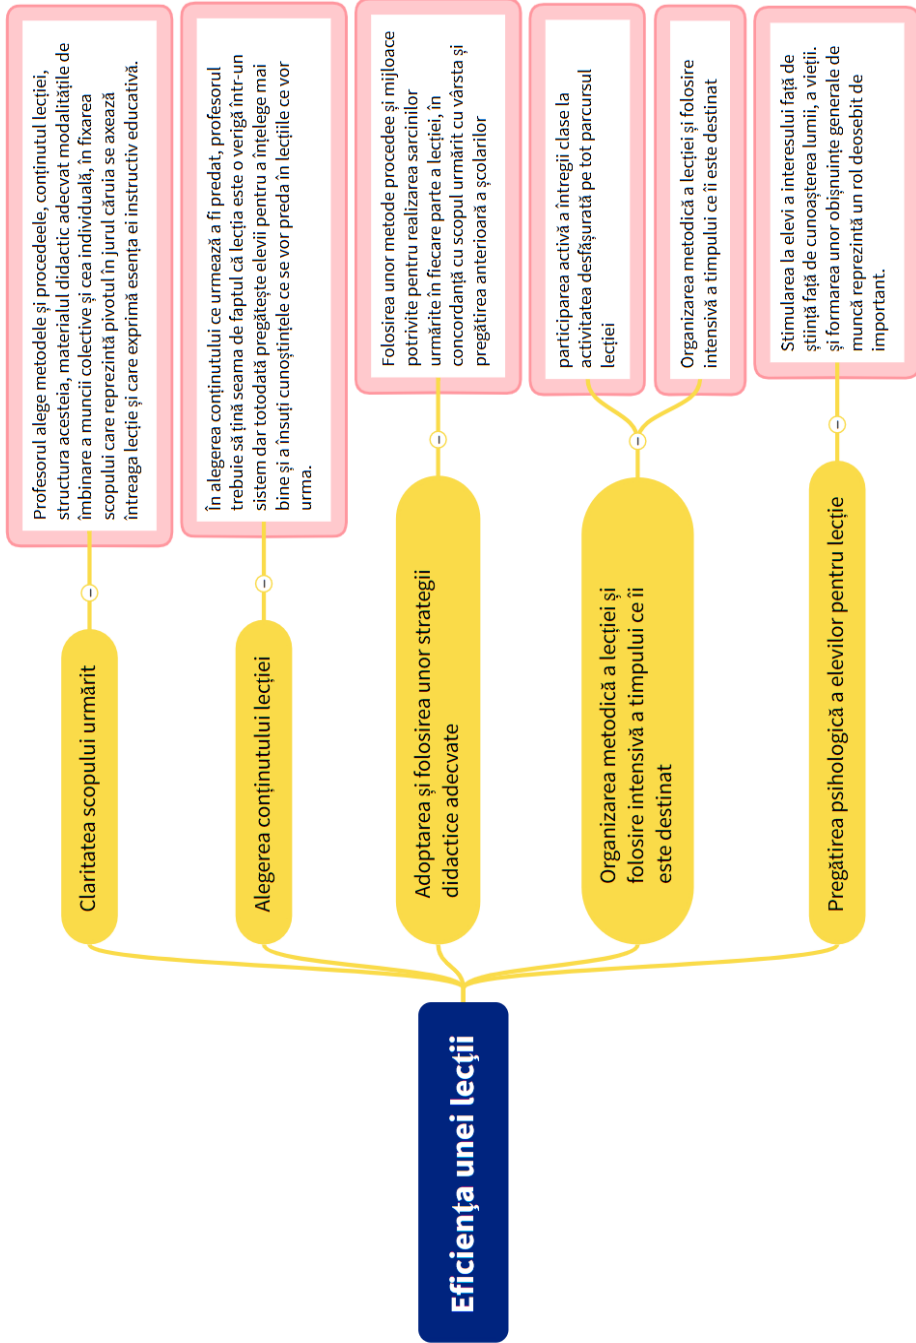 Eficiența unei lecții
Claritatea scopului urmărit
Profesorul alege metodele și procedeele, conținutul lecției,
structura acesteia, materialul didactic adecvat modalitățile de
îmbinare a muncii colective și cea individuală, în fixarea
scopului care reprezintă pivotul în jurul căruia se axează
întreaga lecție și care exprimă esența ei instructiv educativă.
Alegerea conținutului lecției
În alegerea conținutului ce urmează a fi predat, profesorul
trebuie să țină seama de faptul că lecția este o verigă într-un
sistem dar totodată pregătește elevii pentru a înțelege mai
bine și a însuți cunoștințele ce se vor preda în lecțiile ce vor
urma.
Adoptarea și folosirea unor strategii
didactice adecvate
Folosirea unor metode procedee și mijloace
potrivite pentru realizarea sarcinilor
urmărite în fiecare parte a lecției, în
concordanță cu scopul urmărit cu vârsta și
pregătirea anterioară a școlarilor
Organizarea metodică a lecției și
folosire intensivă a timpului ce îi
este destinat
participarea activă a întregii clase la
activitatea desfășurată pe tot parcursul
lecției
Organizarea metodică a lecției și folosire
intensivă a timpului ce îi este destinat
Pregătirea psihologică a elevilor pentru lecție
Stimularea la elevi a interesului față de
știință față de cunoașterea lumii, a vieții.
și formarea unor obișnuințe generale de
muncă reprezintă un rol deosebit de
important.